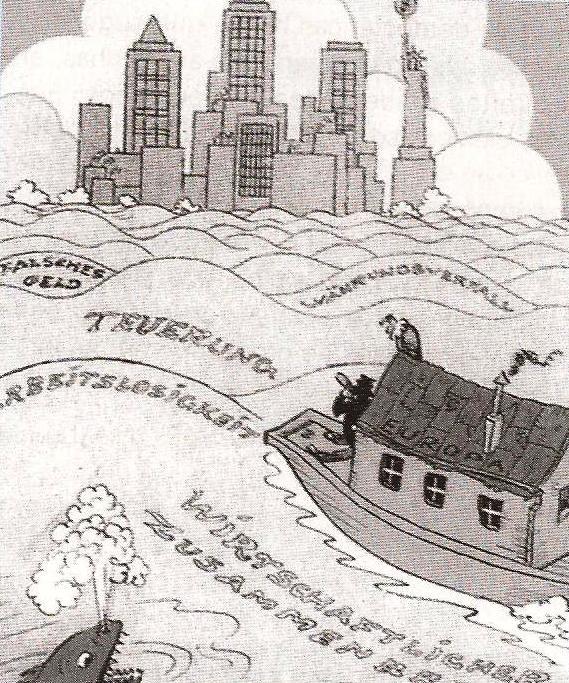 FALSCHES
GELD
WÄHRUNGSVERFALL
TEUERUNG
ARBEITSLOSIGKEIT
EUROPA
WIRTSCHAFTLICHER
ZUSAMMENBR